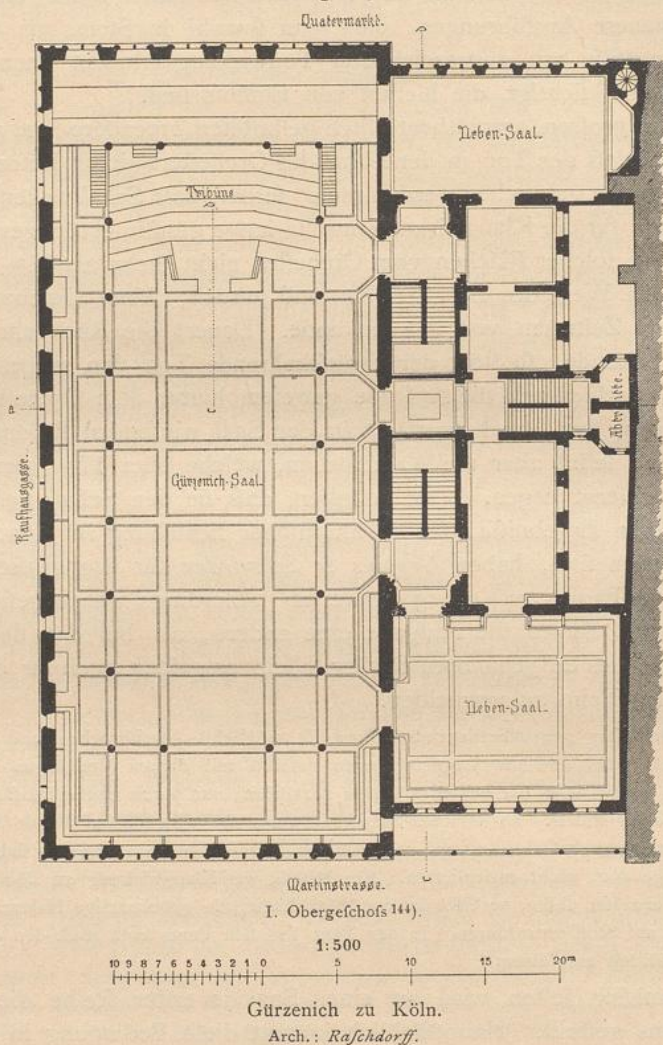 Quatermarkt.
Neben-Saal.
Tribune
Abtritte.
Kaufhausgasse.
Gürzenich-Saal.
Neben-Saal.
Martinstrasse.
I. Obergeſchoſs 144).
1:500
10 9 8 7 6 5 4 3 2 1 0 5 10 15 20m
Gürzenich zu Köln.
Arch.: Raſchdorff.